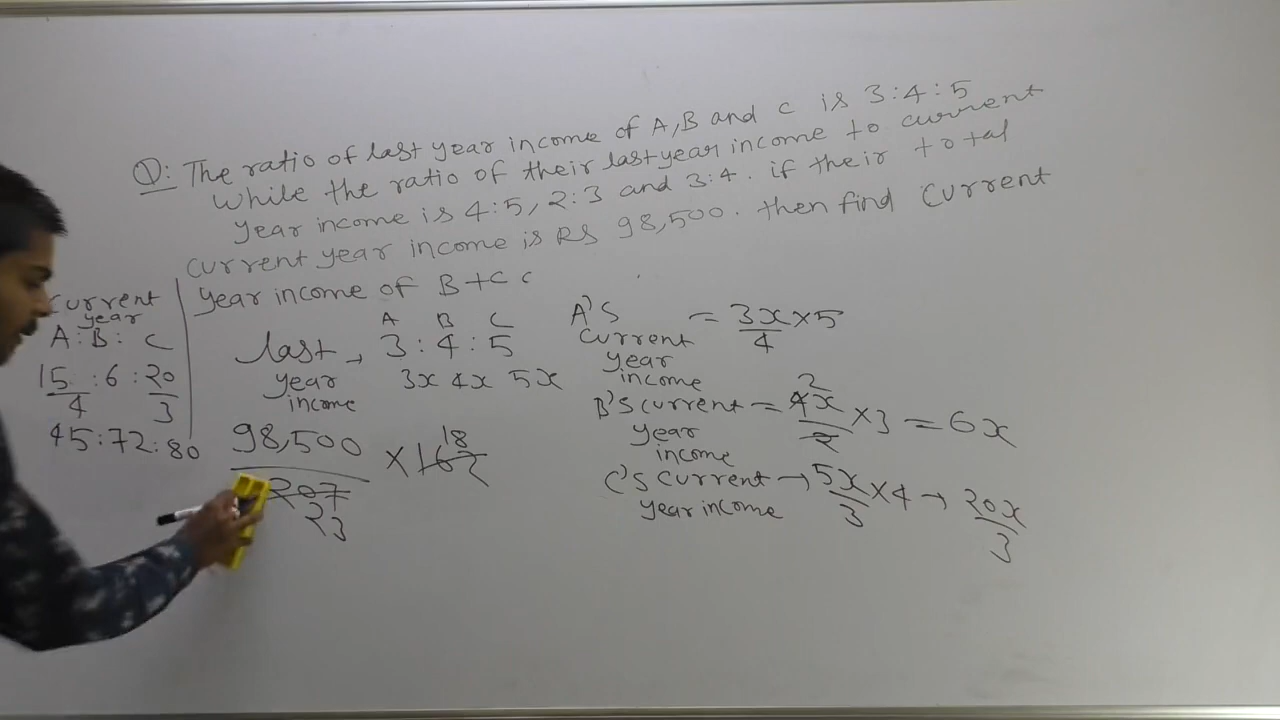 Q: The ratio of last year income of A, B and C is 3:4:5
while the ratio of their last year income to current
year income is 4:5, 2:3 and 3:4. if their total
current year income is RS 98,500. then find current
year income of B+C c
current
year
A: B: C
15/4 :6 :20/3
45:72:80
last → 3:4:5
year
income
A B C
3x 4x 5x
98,500/207 × 162
18
23
A's
current
year
income
= 3x/4 × 5
B's current
year
income
= 4x/2 × 3 = 6x
2
C's current
year income
→ 5x/3 × 4 → 20x/3